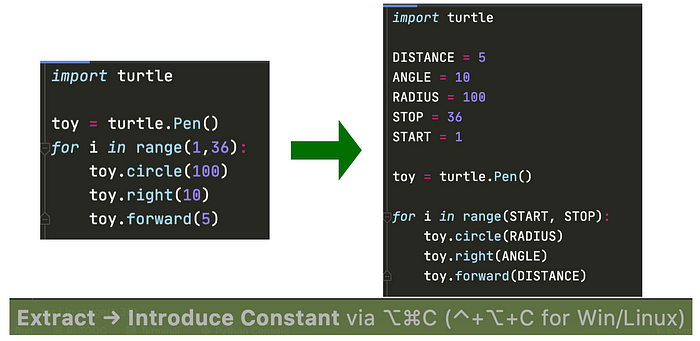 import turtle
toy = turtle.Pen()
for i in range(1,36):
toy.circle(100)
toy.right(10)
toy.forward(5)
import turtle
DISTANCE = 5
ANGLE = 10
RADIUS = 100
STOP = 36
START = 1
toy = turtle.Pen()
for i in range(START, STOP):
toy.circle(RADIUS)
toy.right(ANGLE)
toy.forward(DISTANCE)
Extract → Introduce Constant via ⌥⌘C (^+⌥+C for Win/Linux)